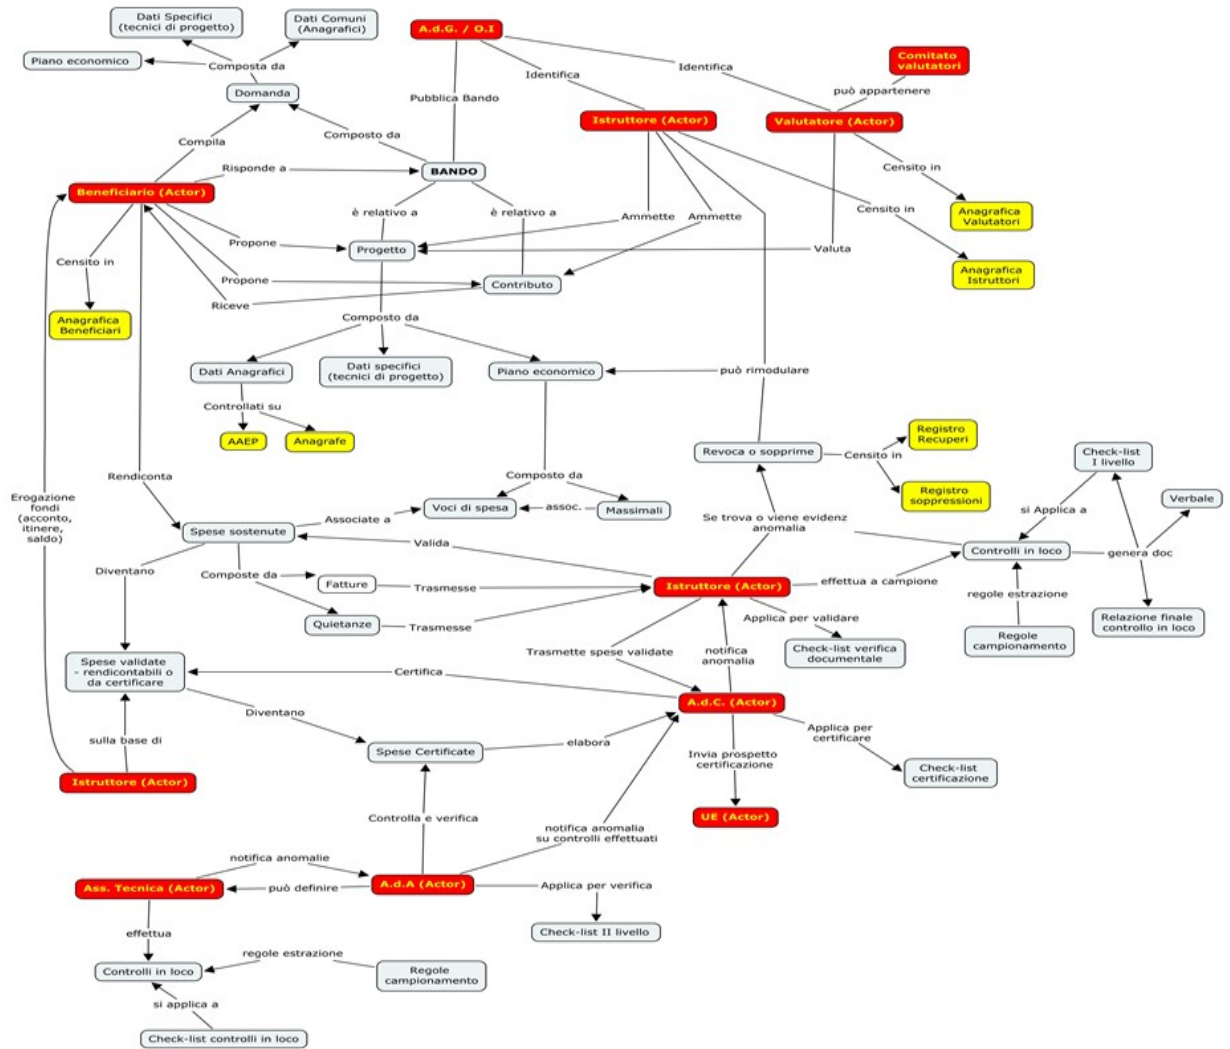 Dati Specifici
(tecnici di progetto)
Dati Comuni
(Anagrafici)
A.d.G. / O.I
Piano economico
Composta da
Identifica
Identifica
Comitato
valutatori
Domanda
Pubblica Bando
può appartenere
Istruttore (Actor)
Valutatore (Actor)
Compila
Composto da
Risponde a
BANDO
Censito in
Beneficiario (Actor)
è relativo a
è relativo a
Ammette
Ammette
Censito in
Anagrafica
Valutatori
Propone
Progetto
Valuta
Censito in
Propone
Contributo
Anagrafica
Istruttori
Riceve
Anagrafica
Beneficiari
Composto da
Dati Anagrafici
Dati specifici
(tecnici di progetto)
Piano economico
può rimodulare
Controllati su
AAEP
Anagrafe
Registro
Recuperi
Revoca o sopprime
Censito in
Check-list
I livello
Rendiconta
Composto da
Registro
soppressioni
Erogazione
fondi
(acconto,
itinere,
saldo)
Voci di spesa
assoc.
Massimali
Verbale
Associate a
Se trova o viene evidenz
anomalia
si Applica a
Spese sostenute
Valida
Controlli in loco
genera doc
Diventano
Composte da
Fatture
Trasmesse
Istruttore (Actor)
effettua a campione
regole estrazione
Quietanze
Trasmesse
Applica per validare
Regole
campionamento
Relazione finale
controllo in loco
Trasmette spese validate
notifica
anomalia
Check-list verifica
documentale
Spese validate
- rendicontabili o
da certificare
Certifica
A.d.C. (Actor)
Diventano
Applica per
certificare
sulla base di
Spese Certificate
elabora
Invia prospetto
certificazione
Check-list
certificazione
Istruttore (Actor)
UE (Actor)
Controlla e verifica
notifica anomalia
su controlli effettuati
notifica anomalie
Ass. Tecnica (Actor)
può definire
A.d.A (Actor)
Applica per verifica
effettua
Check-list II livello
regole estrazione
Controlli in loco
Regole
campionamento
si applica a
Check-list controlli in loco